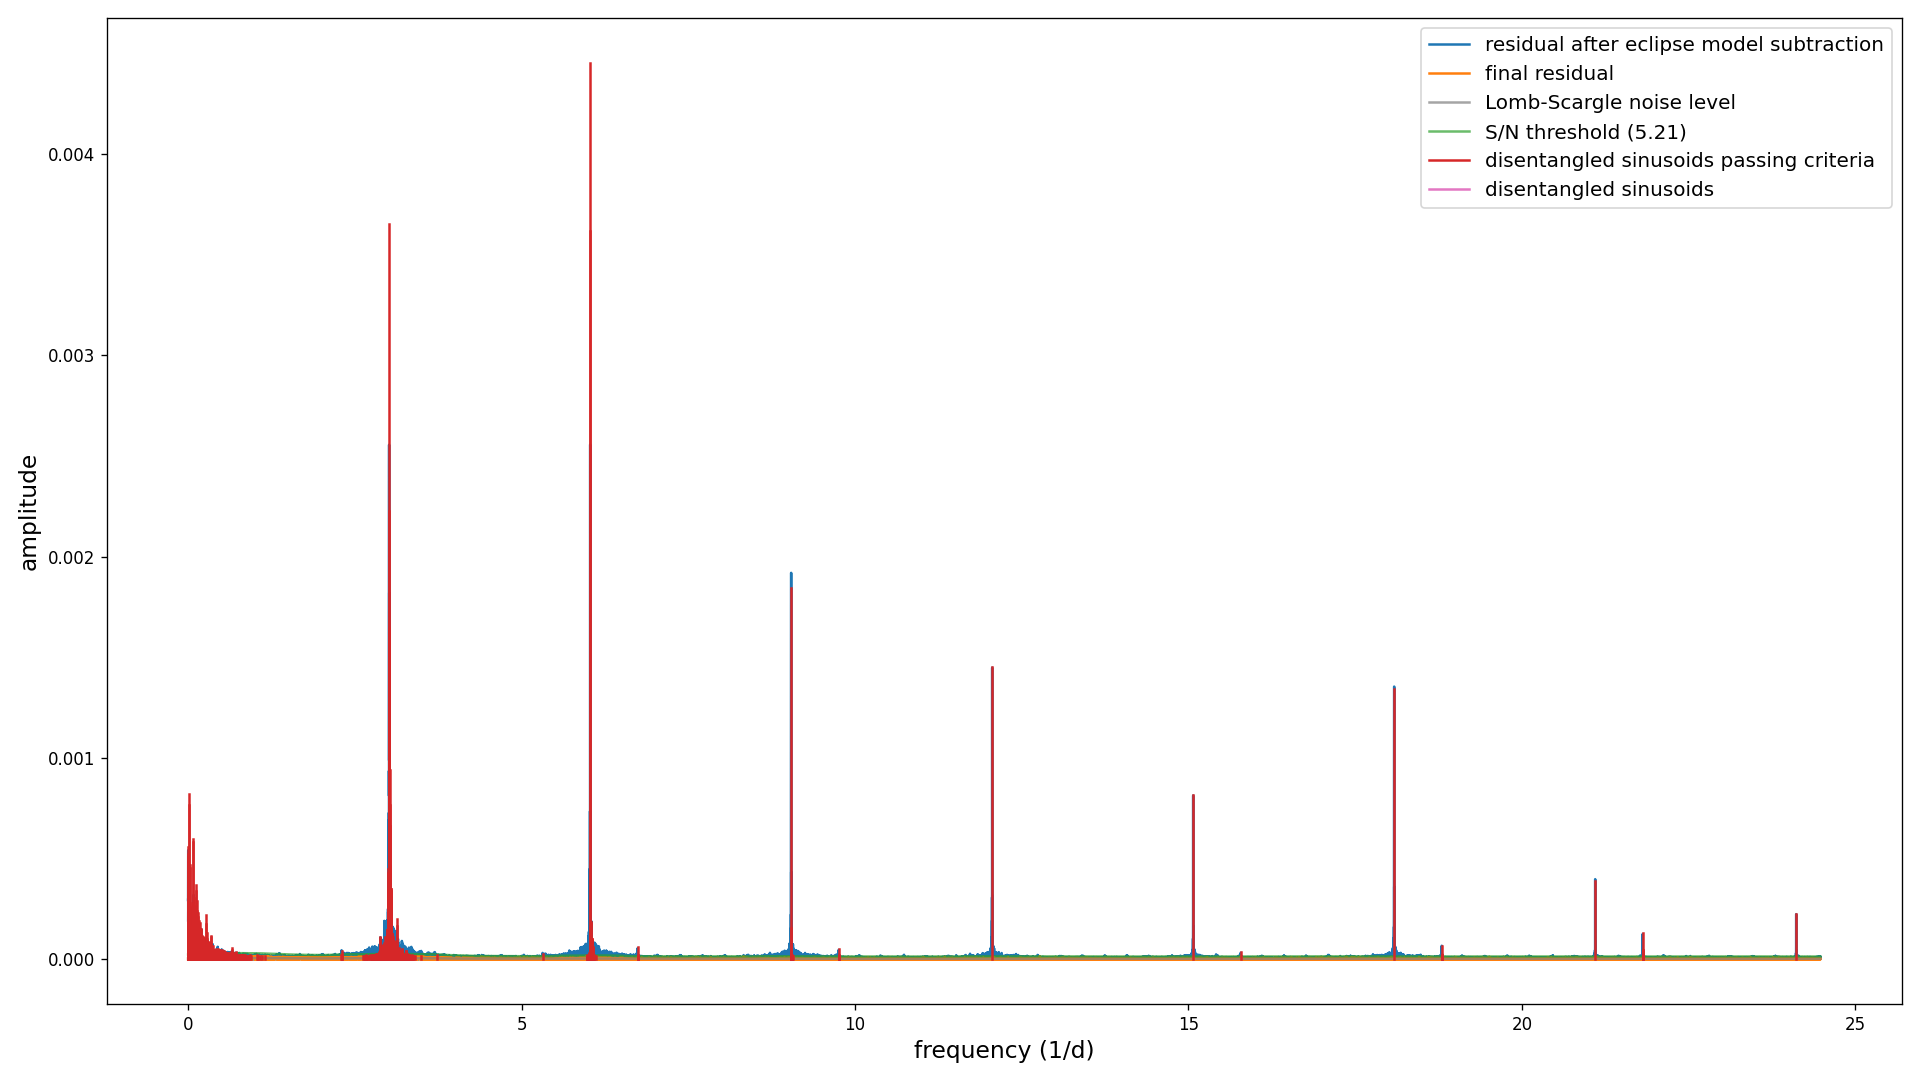 residual after eclipse model subtraction
final residual
Lomb-Scargle noise level
S/N threshold (5.21)
disentangled sinusoids passing criteria
disentangled sinusoids
0.004
0.003
0.002
0.001
0.000
amplitude
0 5 10 15 20 25
frequency (1/d)